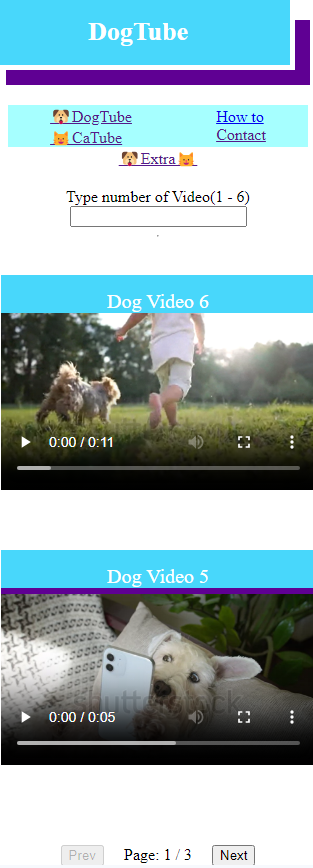 DogTube
🐶DogTube
🐱CaTube
How to
Contact
🐶Extra🐱
Type number of Video(1 - 6)
Dog Video 6
0:00 / 0:11
Dog Video 5
shutterstock
0:00 / 0:05
Prev Page: 1 / 3 Next